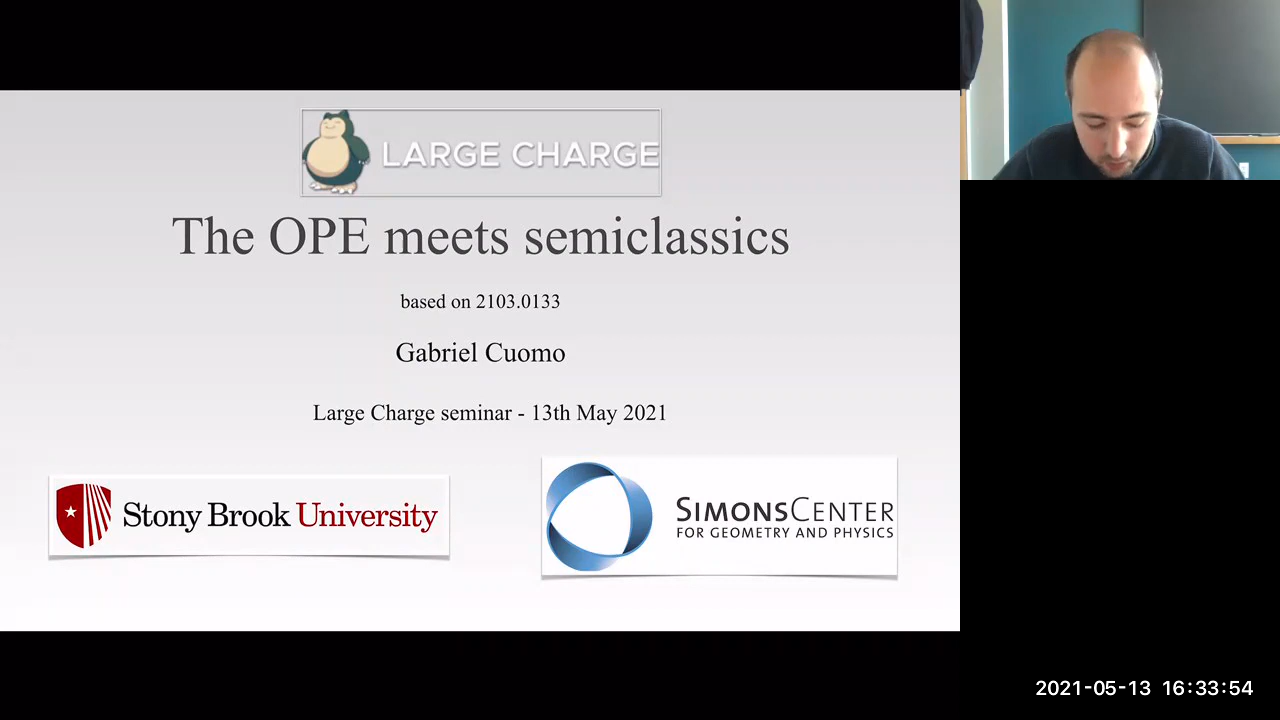 LARGE CHARGE
The OPE meets semiclassics
based on 2103.0133
Gabriel Cuomo
Large Charge seminar - 13th May 2021
Stony Brook University
SIMONS CENTER
FOR GEOMETRY AND PHYSICS
2021-05-13 16:33:54